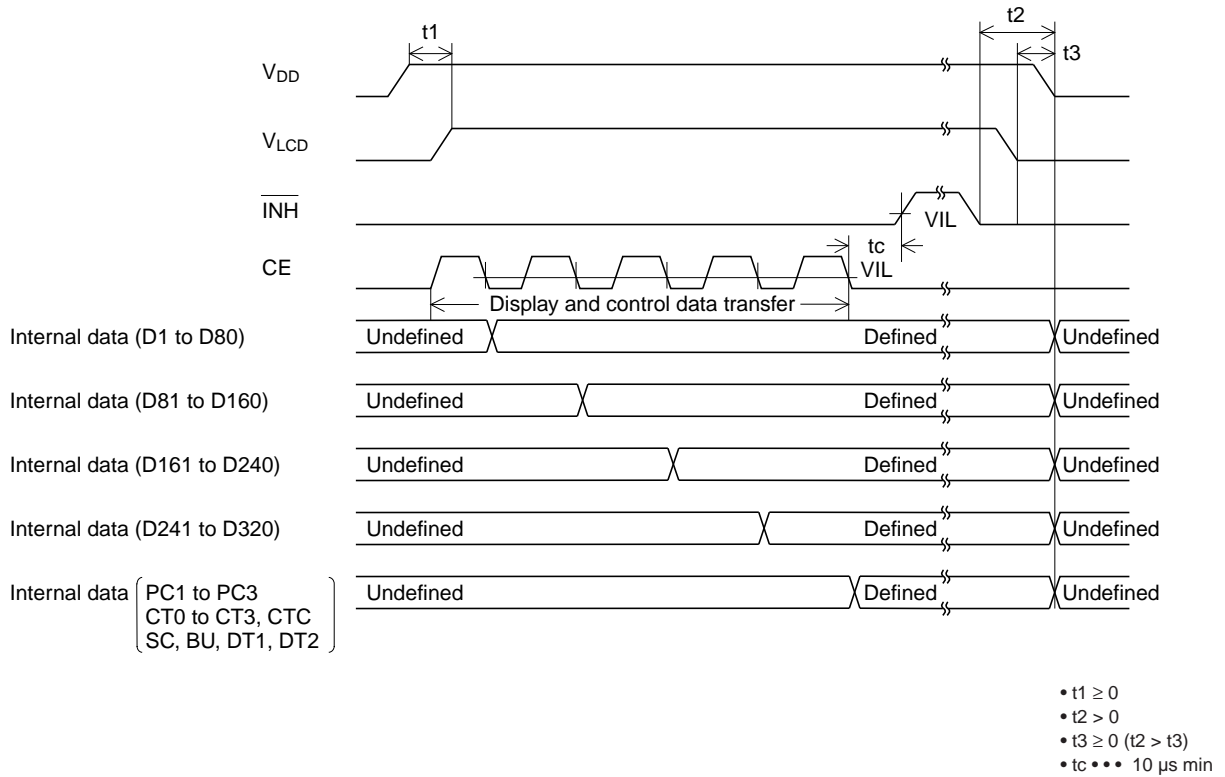 t2
t1
t3
VDD
VLCD
INH
VIL
tc
CE
VIL
Display and control data transfer
Internal data (D1 to D80) Undefined Defined Undefined
Internal data (D81 to D160) Undefined Defined Undefined
Internal data (D161 to D240) Undefined Defined Undefined
Internal data (D241 to D320) Undefined Defined Undefined
Internal data PC1 to PC3 Undefined Defined Undefined
CT0 to CT3, CTC
SC, BU, DT1, DT2
• t1 ≥ 0
• t2 > 0
• t3 ≥ 0 (t2 > t3)
• tc ••• 10 µs min